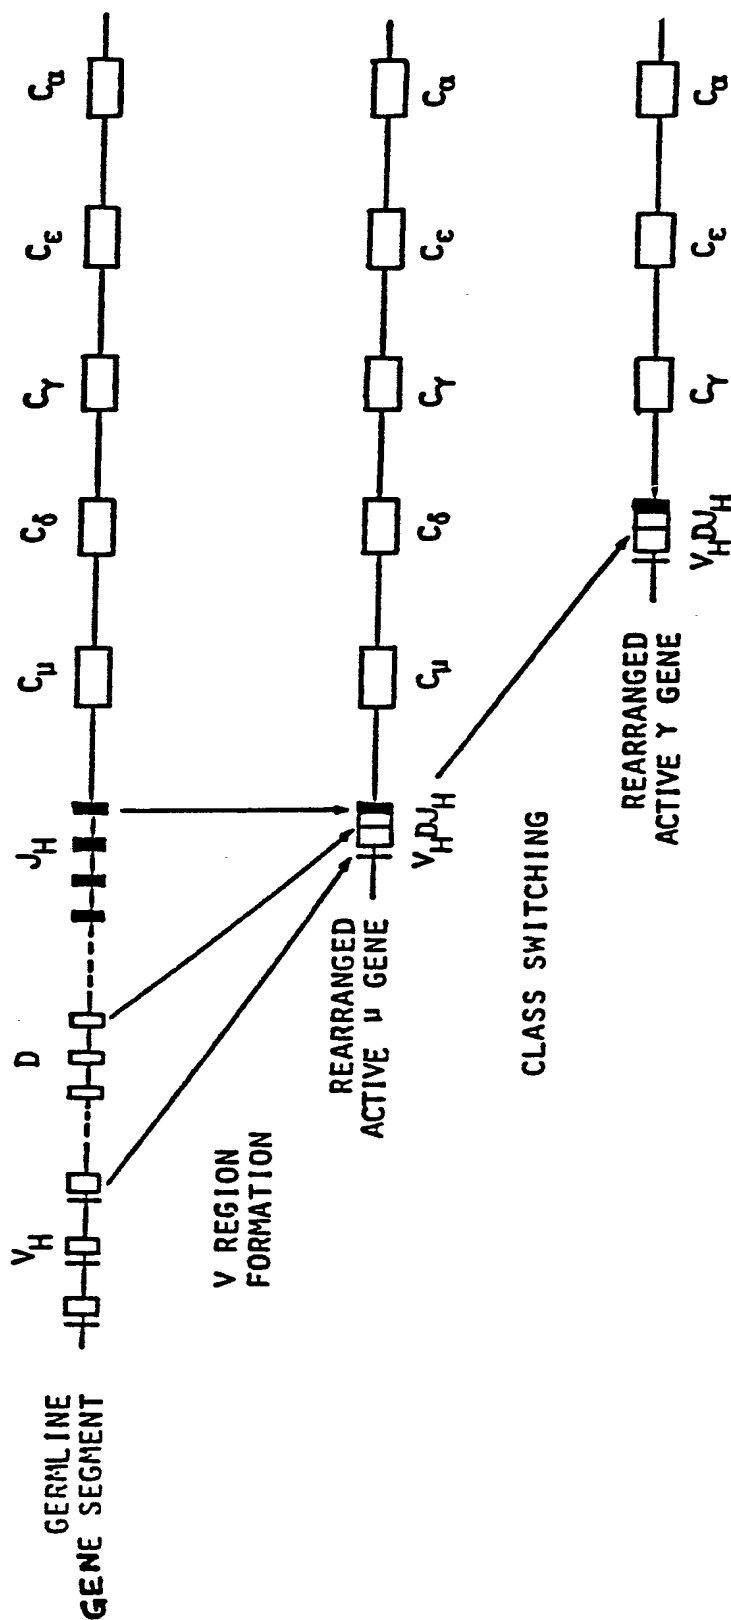 V_H D J_H C_μ C_δ C_γ C_ε C_α
GERMLINE
GENE SEGMENT
V REGION
FORMATION
REARRANGED
ACTIVE μ GENE
V_HDJ_H C_μ C_δ C_γ C_ε C_α
CLASS SWITCHING
REARRANGED
ACTIVE γ GENE
V_HDJ_H C_γ C_ε C_α